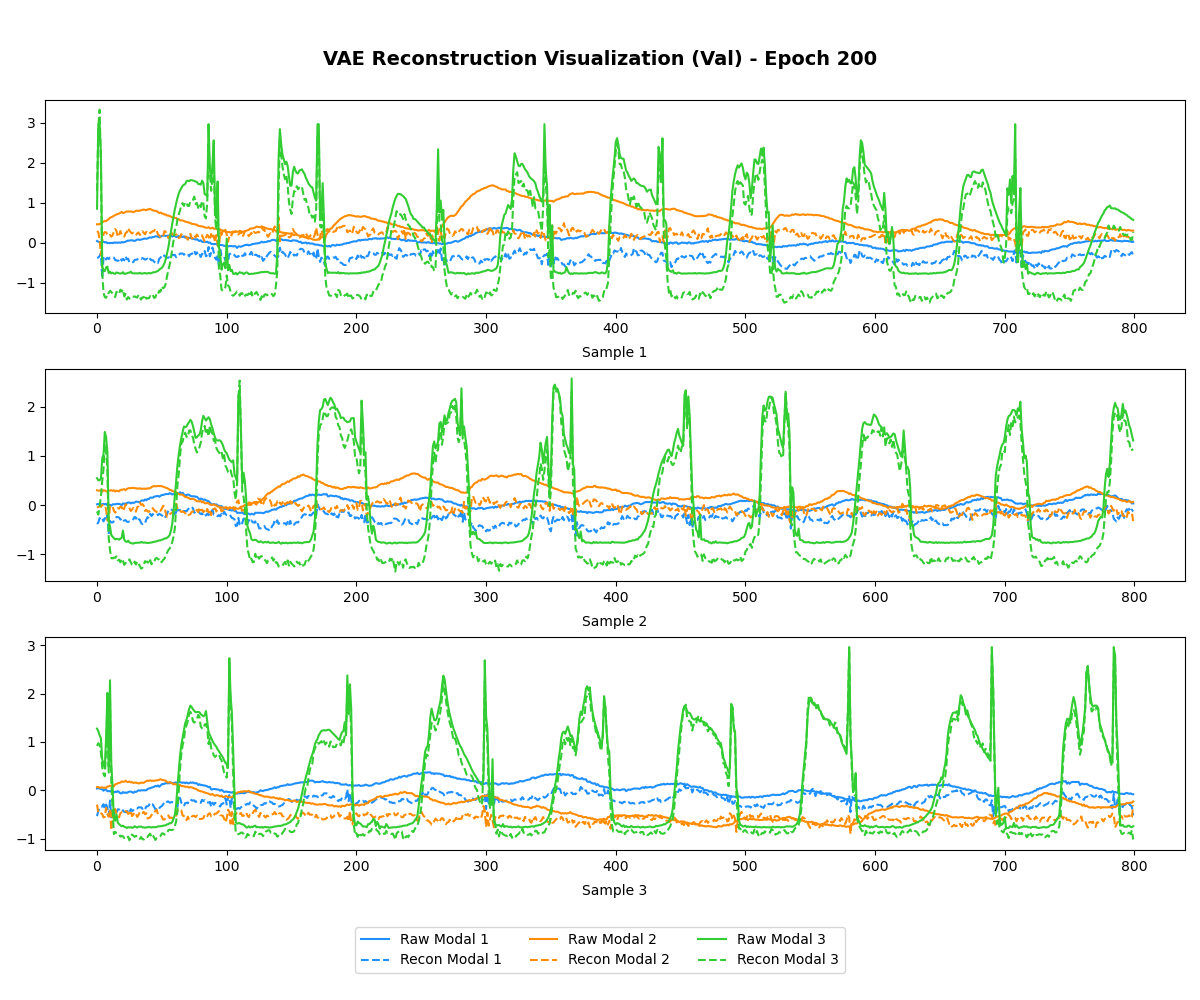 VAE Reconstruction Visualization (Val) - Epoch 200
3
2
1
0
−1
0 100 200 300 400 500 600 700 800
Sample 1
2
1
0
−1
0 100 200 300 400 500 600 700 800
Sample 2
3
2
1
0
−1
0 100 200 300 400 500 600 700 800
Sample 3
Raw Modal 1 Raw Modal 2 Raw Modal 3
Recon Modal 1 Recon Modal 2 Recon Modal 3